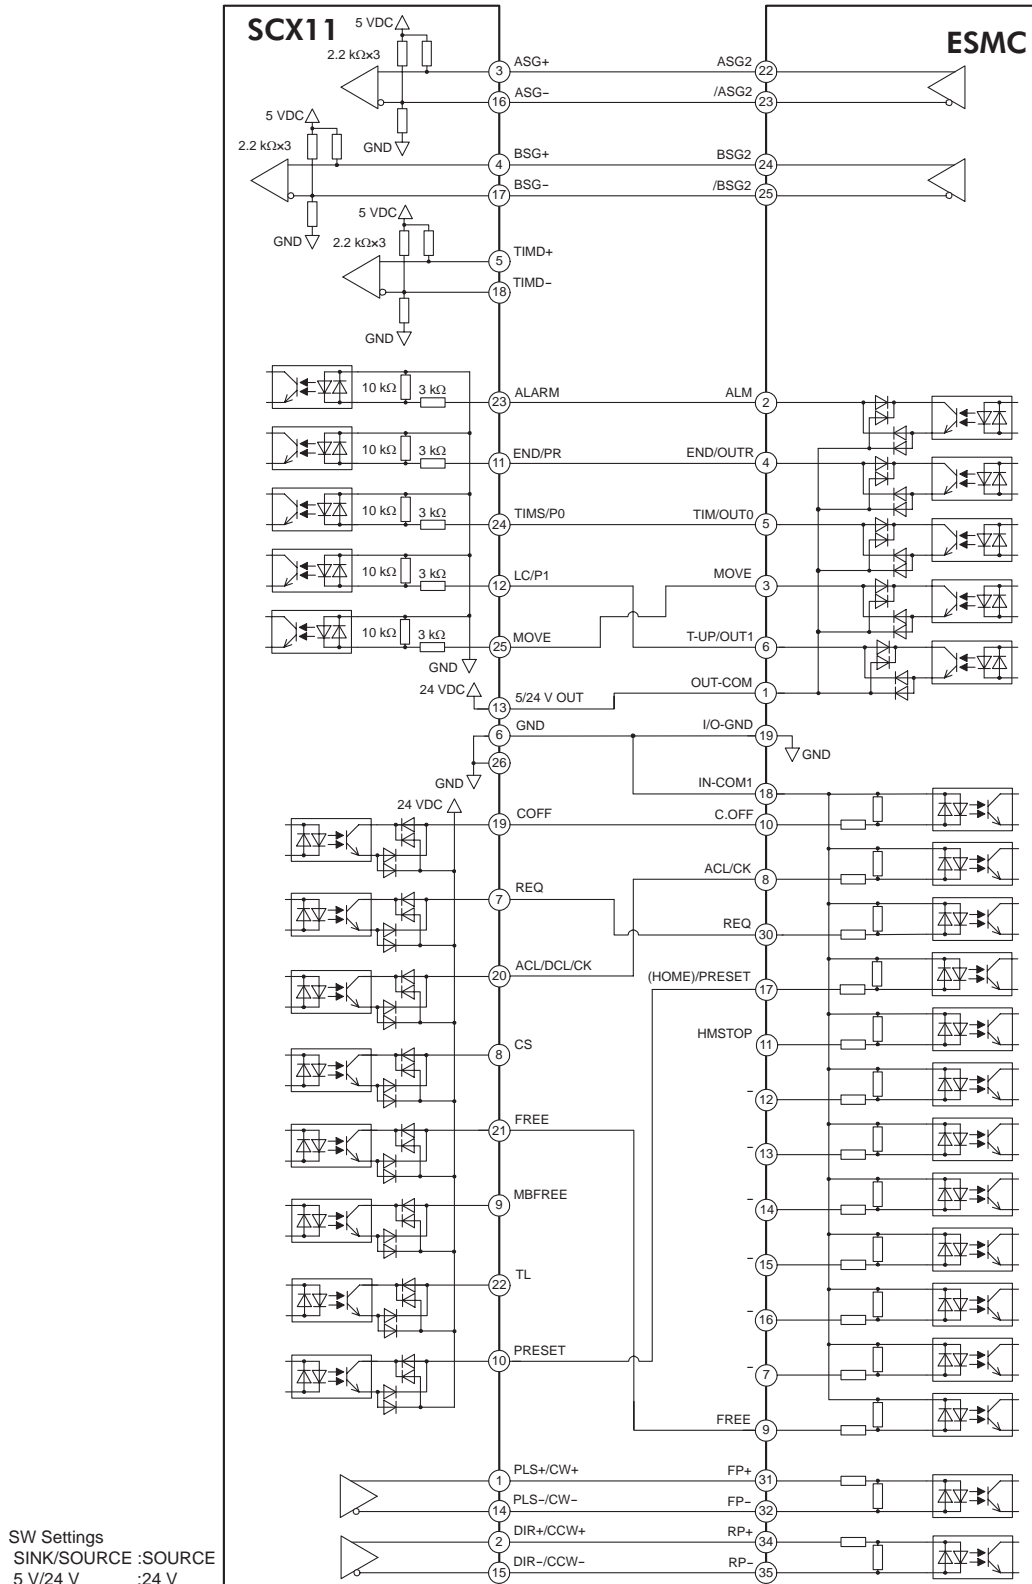 SCX11
ESMC
5 VDC
2.2 kΩ×3
3 ASG+ ASG2 22
16 ASG− /ASG2 23
GND
5 VDC
2.2 kΩ×3
4 BSG+ BSG2 24
17 BSG− /BSG2 25
GND
5 VDC
2.2 kΩ×3
5 TIMD+
18 TIMD−
GND
10 kΩ 3 kΩ 23 ALARM ALM 2
10 kΩ 3 kΩ 11 END/PR END/OUTR 4
10 kΩ 3 kΩ 24 TIMS/P0 TIM/OUT0 5
10 kΩ 3 kΩ 12 LC/P1 MOVE 3
10 kΩ 3 kΩ 25 MOVE T-UP/OUT1 6
GND
24 VDC 13 5/24 V OUT OUT-COM 1
6 GND I/O-GND 19
GND
26
GND
IN-COM1 18
24 VDC
19 COFF C.OFF 10
ACL/CK 8
7 REQ REQ 30
20 ACL/DCL/CK (HOME)/PRESET 17
8 CS HMSTOP 11
− 12
21 FREE − 13
9 MBFREE − 14
− 15
22 TL − 16
10 PRESET − 7
FREE 9
1 PLS+/CW+ FP+ 31
14 PLS−/CW− FP− 32
2 DIR+/CCW+ RP+ 34
15 DIR−/CCW− RP− 35
SW Settings
SINK/SOURCE :SOURCE
5 V/24 V :24 V